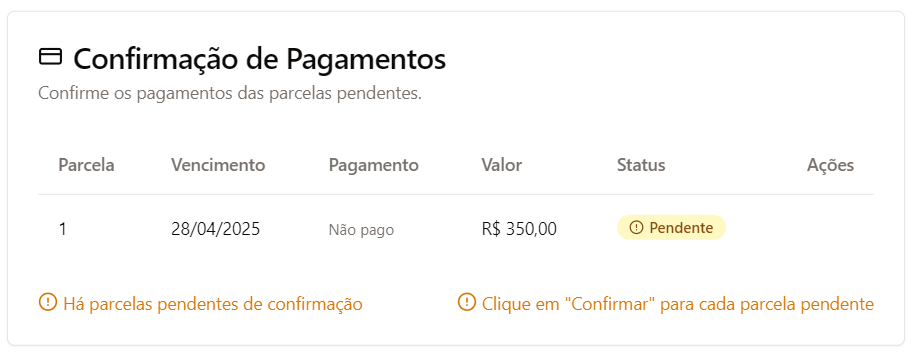 Confirmação de Pagamentos
Confirme os pagamentos das parcelas pendentes.
Parcela Vencimento Pagamento Valor Status Ações
1 28/04/2025 Não pago R$ 350,00 Pendente
Há parcelas pendentes de confirmação Clique em "Confirmar" para cada parcela pendente